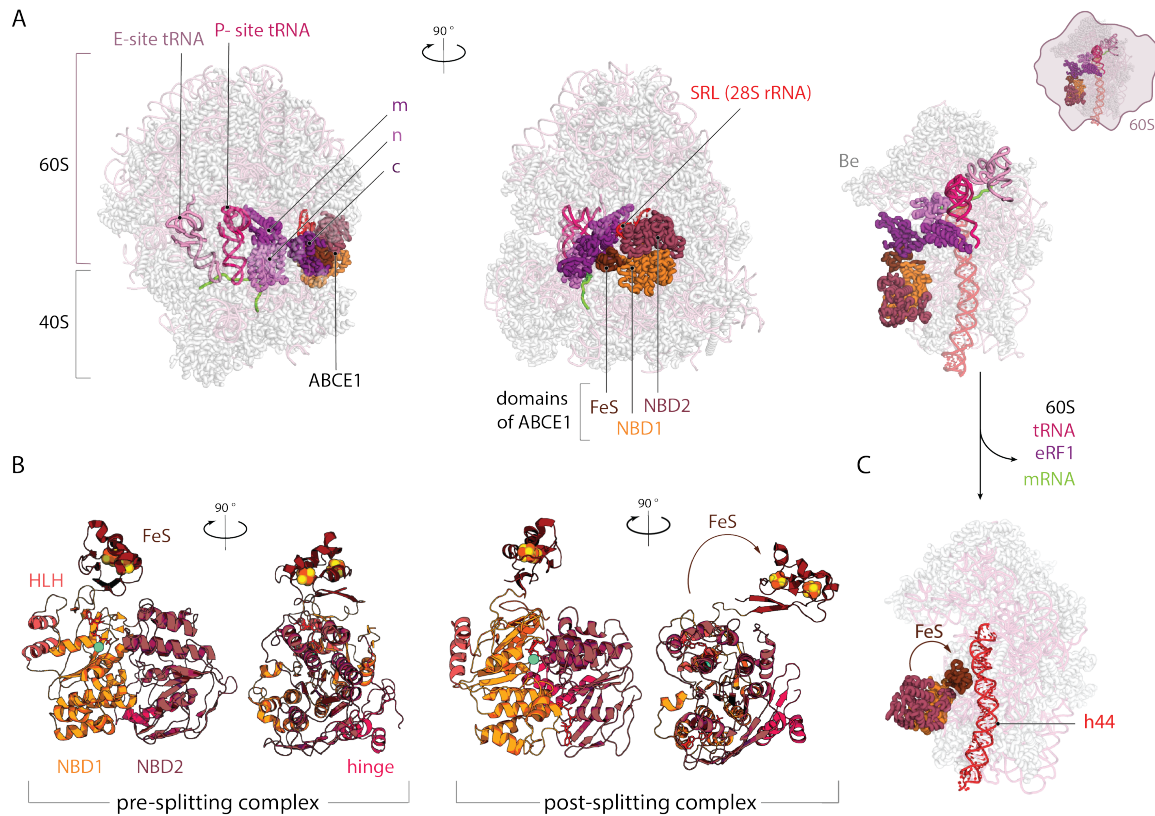 A
E-site tRNA
P- site tRNA
90 °
m
n
c
60S
40S
ABCE1
SRL (28S rRNA)
domains
of ABCE1
FeS
NBD1
NBD2
Be
60S
60S
tRNA
eRF1
mRNA
B
90 °
FeS
HLH
NBD1
NBD2
hinge
pre-splitting complex
90 °
FeS
post-splitting complex
C
FeS
h44